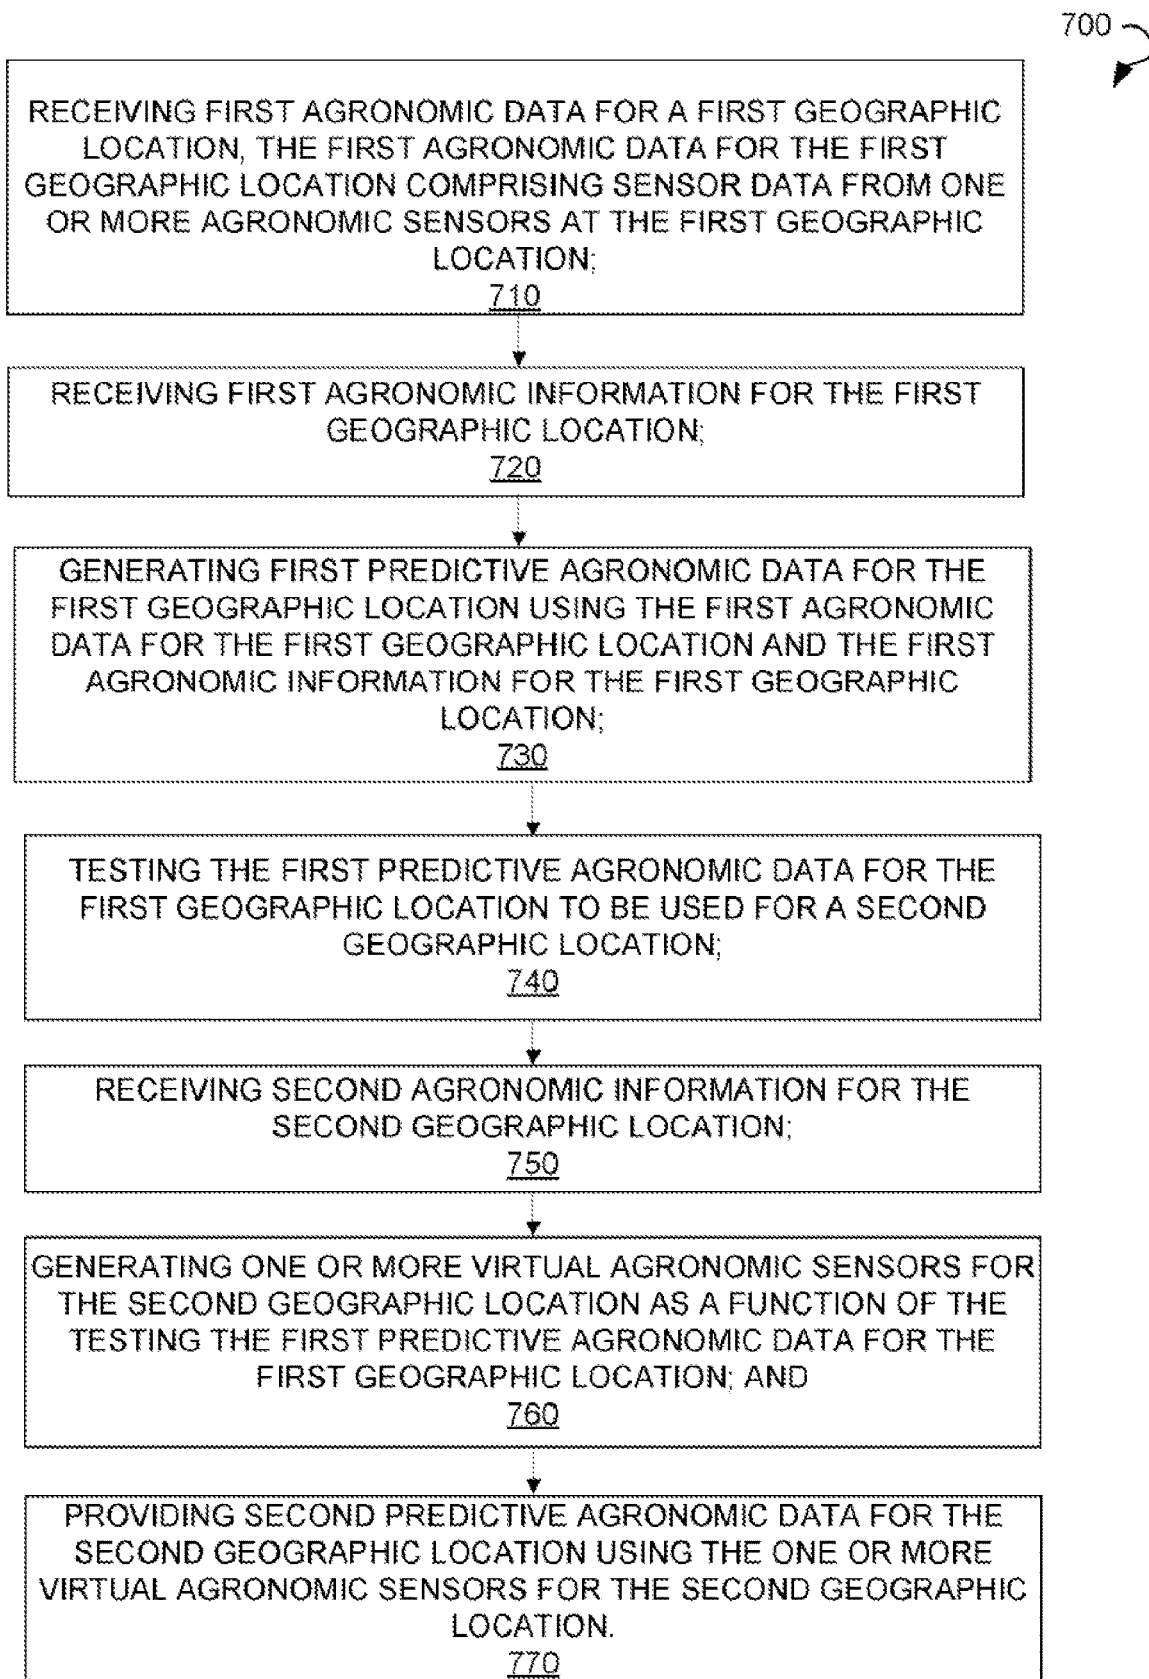 700
RECEIVING FIRST AGRONOMIC DATA FOR A FIRST GEOGRAPHIC
LOCATION, THE FIRST AGRONOMIC DATA FOR THE FIRST
GEOGRAPHIC LOCATION COMPRISING SENSOR DATA FROM ONE
OR MORE AGRONOMIC SENSORS AT THE FIRST GEOGRAPHIC
LOCATION;
710
RECEIVING FIRST AGRONOMIC INFORMATION FOR THE FIRST
GEOGRAPHIC LOCATION;
720
GENERATING FIRST PREDICTIVE AGRONOMIC DATA FOR THE
FIRST GEOGRAPHIC LOCATION USING THE FIRST AGRONOMIC
DATA FOR THE FIRST GEOGRAPHIC LOCATION AND THE FIRST
AGRONOMIC INFORMATION FOR THE FIRST GEOGRAPHIC
LOCATION;
730
TESTING THE FIRST PREDICTIVE AGRONOMIC DATA FOR THE
FIRST GEOGRAPHIC LOCATION TO BE USED FOR A SECOND
GEOGRAPHIC LOCATION;
740
RECEIVING SECOND AGRONOMIC INFORMATION FOR THE
SECOND GEOGRAPHIC LOCATION;
750
GENERATING ONE OR MORE VIRTUAL AGRONOMIC SENSORS FOR
THE SECOND GEOGRAPHIC LOCATION AS A FUNCTION OF THE
TESTING THE FIRST PREDICTIVE AGRONOMIC DATA FOR THE
FIRST GEOGRAPHIC LOCATION; AND
760
PROVIDING SECOND PREDICTIVE AGRONOMIC DATA FOR THE
SECOND GEOGRAPHIC LOCATION USING THE ONE OR MORE
VIRTUAL AGRONOMIC SENSORS FOR THE SECOND GEOGRAPHIC
LOCATION.
770